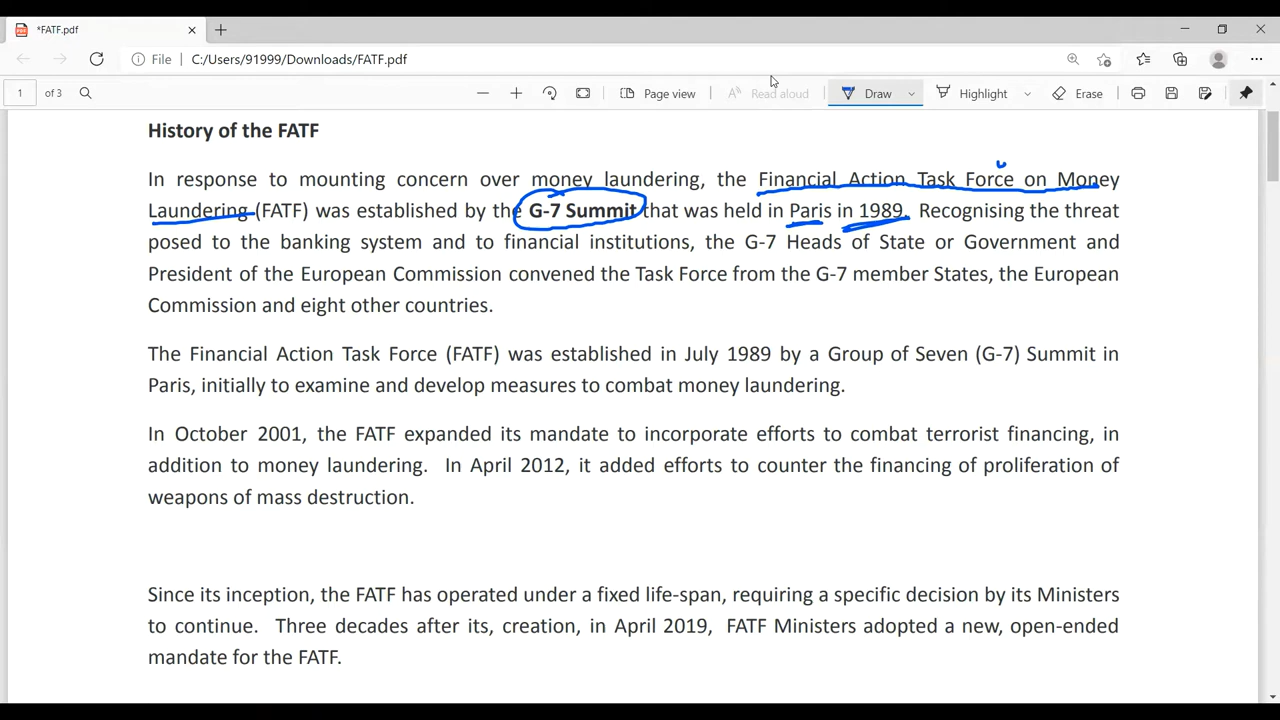 *FATF.pdf
File C:/Users/91999/Downloads/FATF.pdf
1 of 3 Page view Read aloud Draw Highlight Erase
History of the FATF
In response to mounting concern over money laundering, the Financial Action Task Force on Money
Laundering (FATF) was established by the G-7 Summit that was held in Paris in 1989. Recognising the threat
posed to the banking system and to financial institutions, the G-7 Heads of State or Government and
President of the European Commission convened the Task Force from the G-7 member States, the European
Commission and eight other countries.
The Financial Action Task Force (FATF) was established in July 1989 by a Group of Seven (G-7) Summit in
Paris, initially to examine and develop measures to combat money laundering.
In October 2001, the FATF expanded its mandate to incorporate efforts to combat terrorist financing, in
addition to money laundering. In April 2012, it added efforts to counter the financing of proliferation of
weapons of mass destruction.
Since its inception, the FATF has operated under a fixed life-span, requiring a specific decision by its Ministers
to continue. Three decades after its, creation, in April 2019, FATF Ministers adopted a new, open-ended
mandate for the FATF.